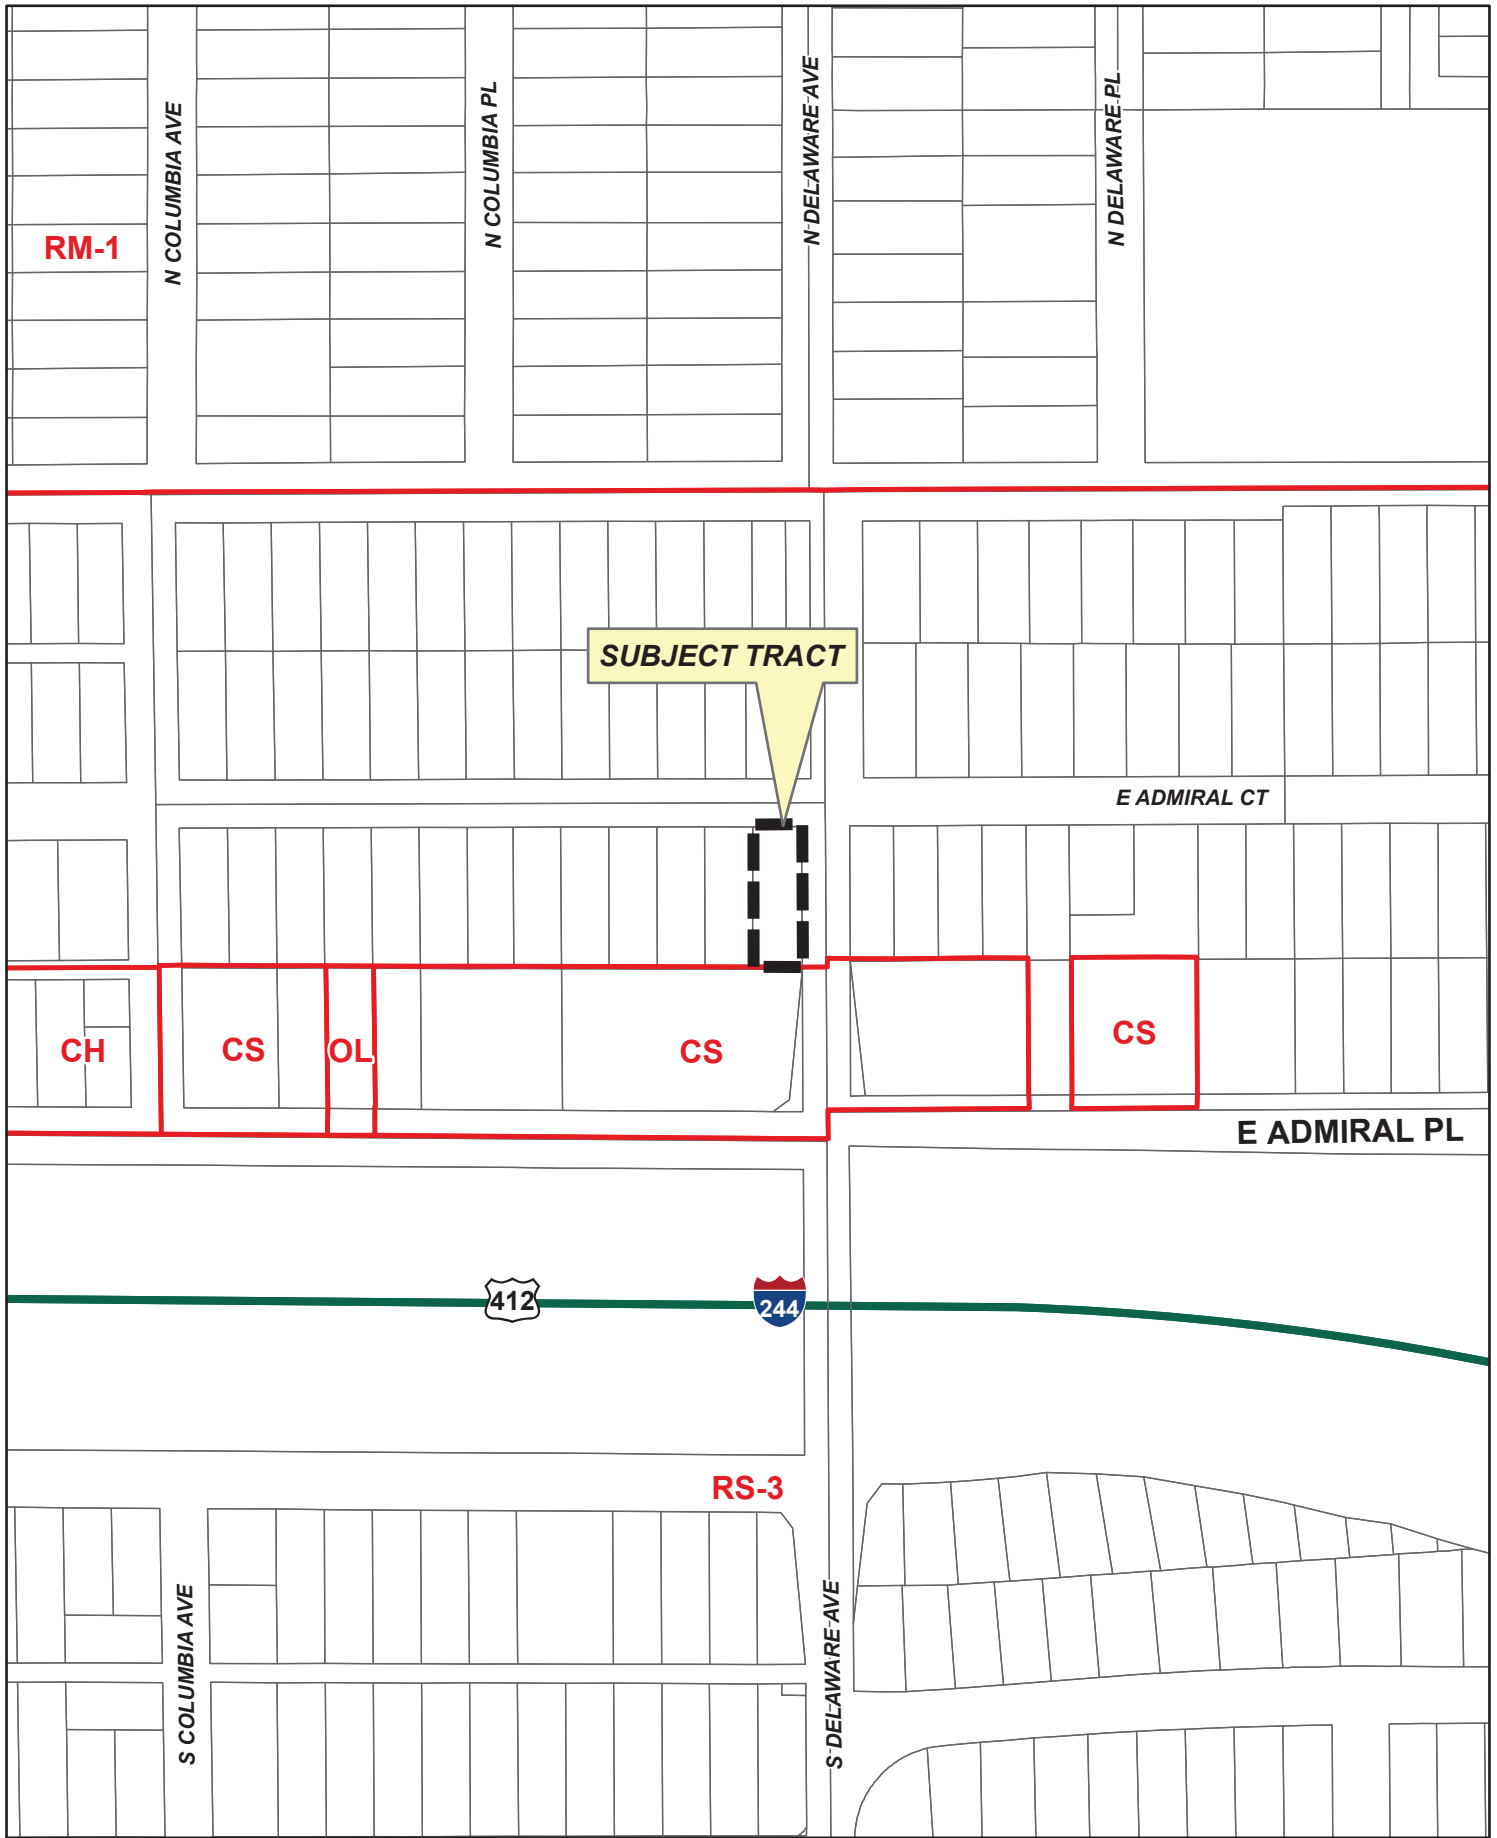 N COLUMBIA AVE
N COLUMBIA PL
N DELAWARE AVE
N DELAWARE PL
RM-1
SUBJECT TRACT
E ADMIRAL CT
CH
CS
OL
CS
CS
E ADMIRAL PL
412
244
RS-3
S COLUMBIA AVE
S DELAWARE AVE